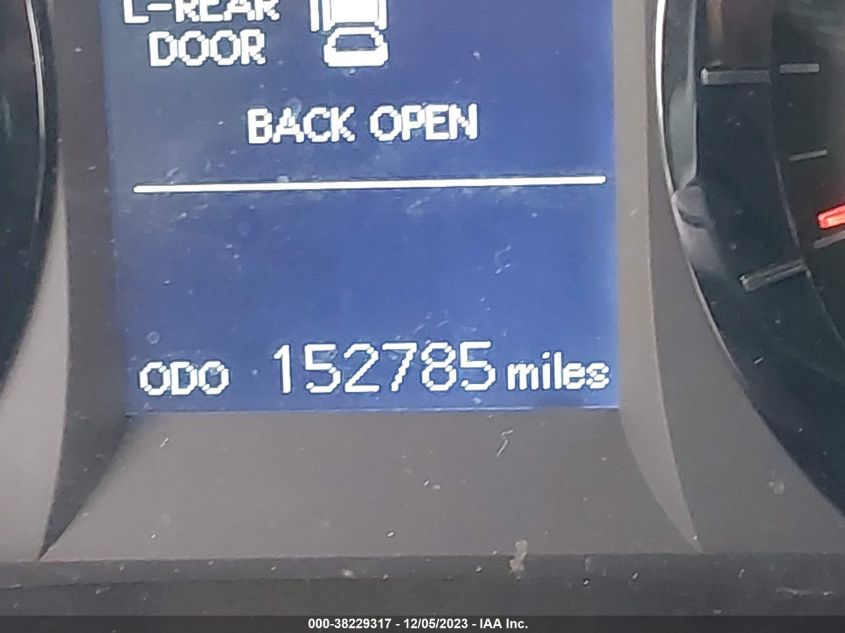 L-REAR
DOOR
BACK OPEN
ODO 152785 miles
000-38229317 - 12/05/2023 - IAA Inc.